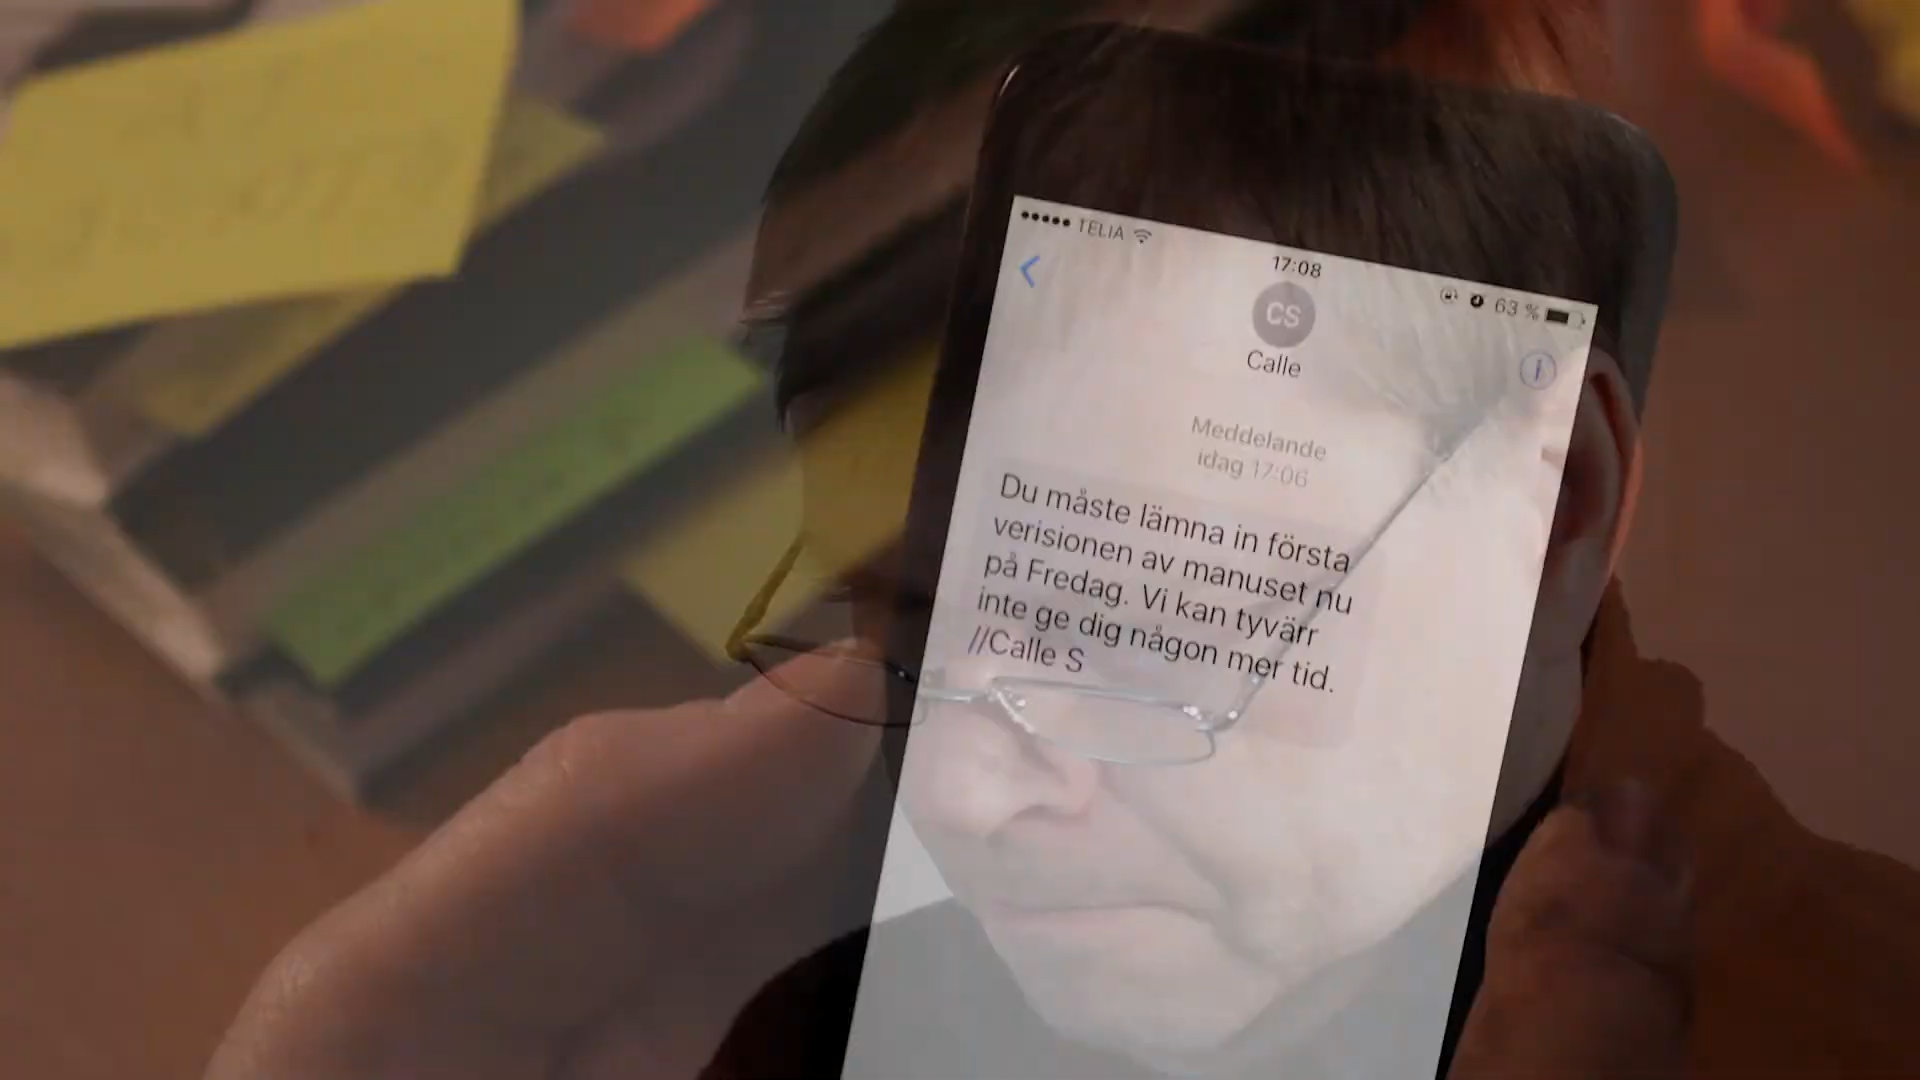 TELIA
17:08
63 %
CS
Calle
Meddelande
idag 17:06
Du måste lämna in första
verisionen av manuset nu
på Fredag. Vi kan tyvärr
inte ge dig någon mer tid.
//Calle S